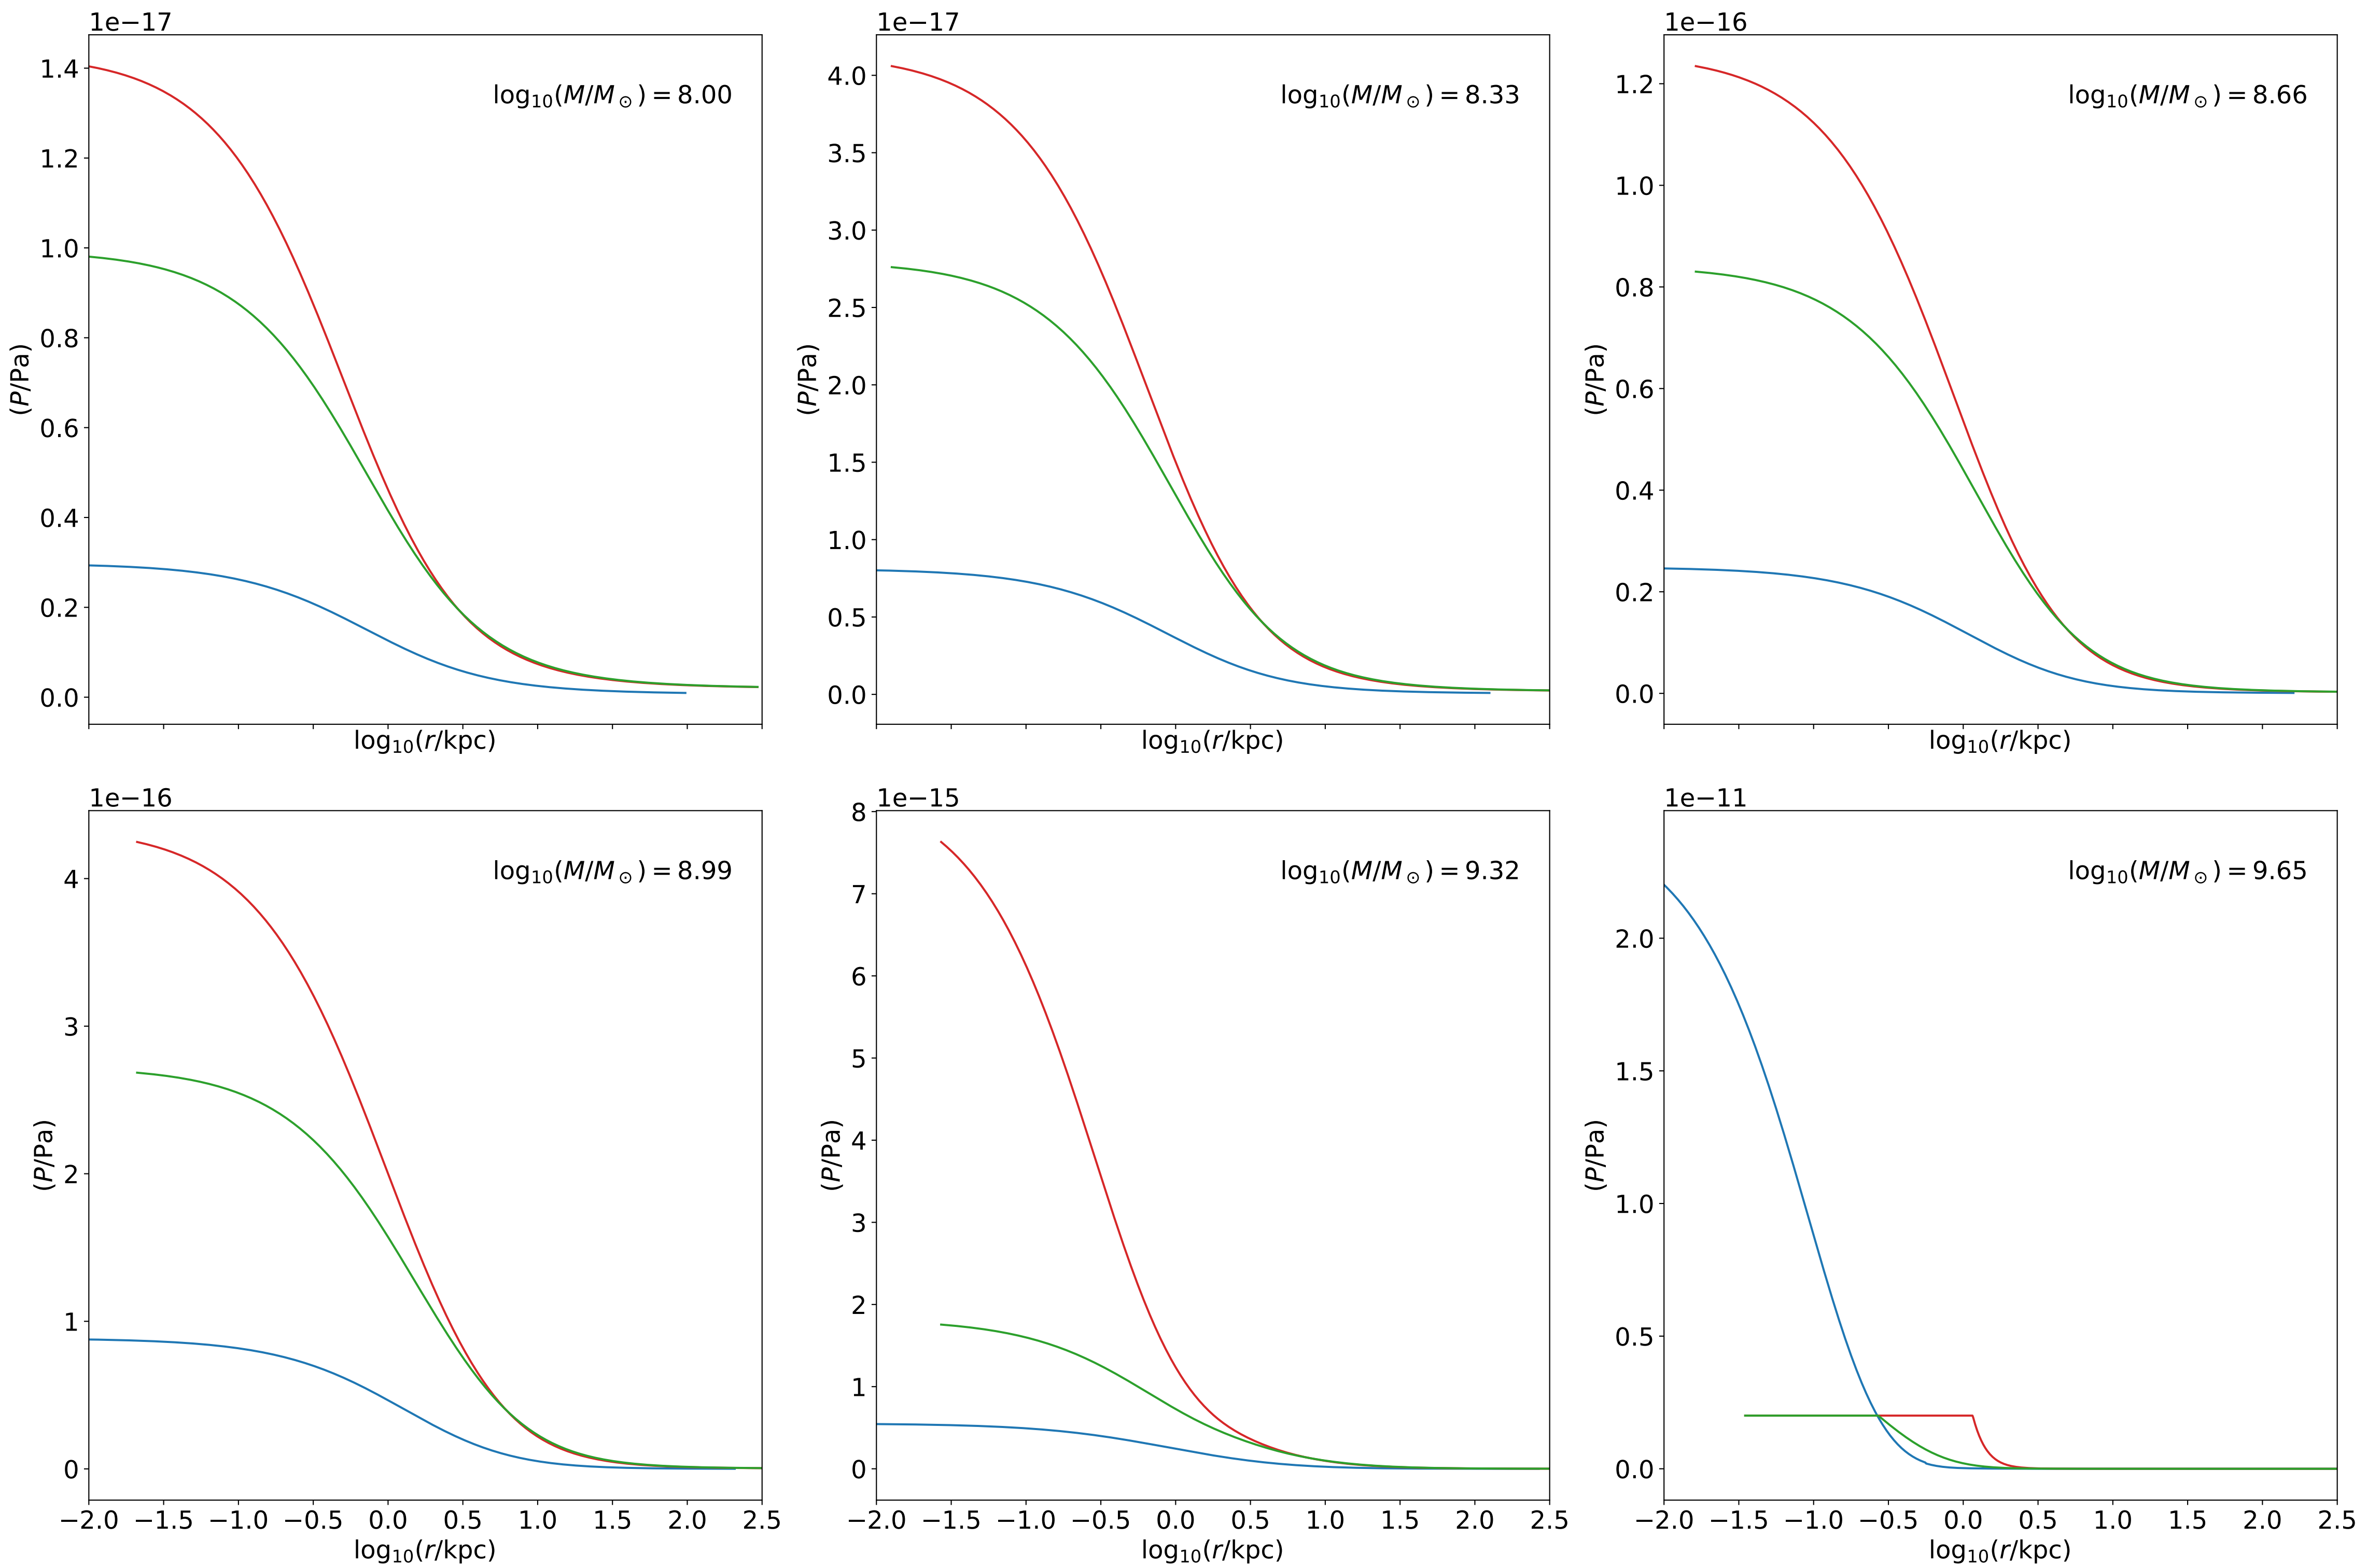 1e−17
1.4
1.2
1.0
0.8
0.6
0.4
0.2
0.0
(P/Pa)
log₁₀(M/M⊙) = 8.00
log₁₀(r/kpc)
1e−17
4.0
3.5
3.0
2.5
2.0
1.5
1.0
0.5
0.0
(P/Pa)
log₁₀(M/M⊙) = 8.33
log₁₀(r/kpc)
1e−16
1.2
1.0
0.8
0.6
0.4
0.2
0.0
(P/Pa)
log₁₀(M/M⊙) = 8.66
log₁₀(r/kpc)
1e−16
4
3
2
1
0
(P/Pa)
log₁₀(M/M⊙) = 8.99
−2.0 −1.5 −1.0 −0.5 0.0 0.5 1.0 1.5 2.0 2.5
log₁₀(r/kpc)
1e−15
8
7
6
5
4
3
2
1
0
(P/Pa)
log₁₀(M/M⊙) = 9.32
−2.0 −1.5 −1.0 −0.5 0.0 0.5 1.0 1.5 2.0 2.5
log₁₀(r/kpc)
1e−11
2.0
1.5
1.0
0.5
0.0
(P/Pa)
log₁₀(M/M⊙) = 9.65
−2.0 −1.5 −1.0 −0.5 0.0 0.5 1.0 1.5 2.0 2.5
log₁₀(r/kpc)